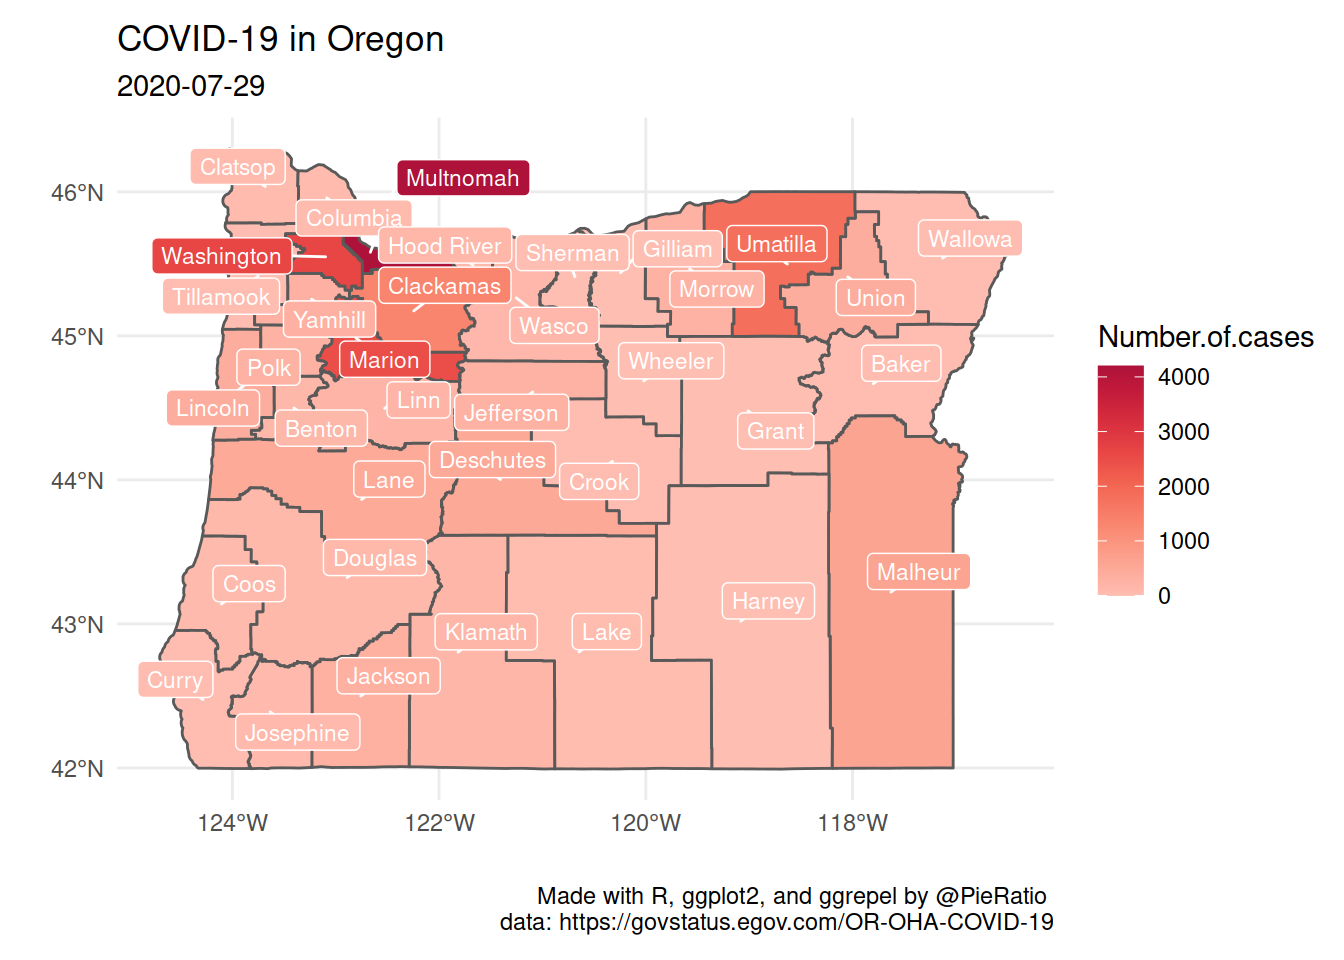 COVID-19 in Oregon
2020-07-29
46°N
45°N
44°N
43°N
42°N
124°W
122°W
120°W
118°W
Clatsop
Multnomah
Columbia
Washington
Hood River
Sherman
Gilliam
Umatilla
Wallowa
Tillamook
Clackamas
Morrow
Union
Yamhill
Wasco
Marion
Wheeler
Baker
Polk
Lincoln
Linn
Jefferson
Benton
Grant
Deschutes
Lane
Crook
Douglas
Malheur
Coos
Harney
Klamath
Lake
Curry
Jackson
Josephine
Number.of.cases
4000
3000
2000
1000
0
Made with R, ggplot2, and ggrepel by @PieRatio
data: https://govstatus.egov.com/OR-OHA-COVID-19